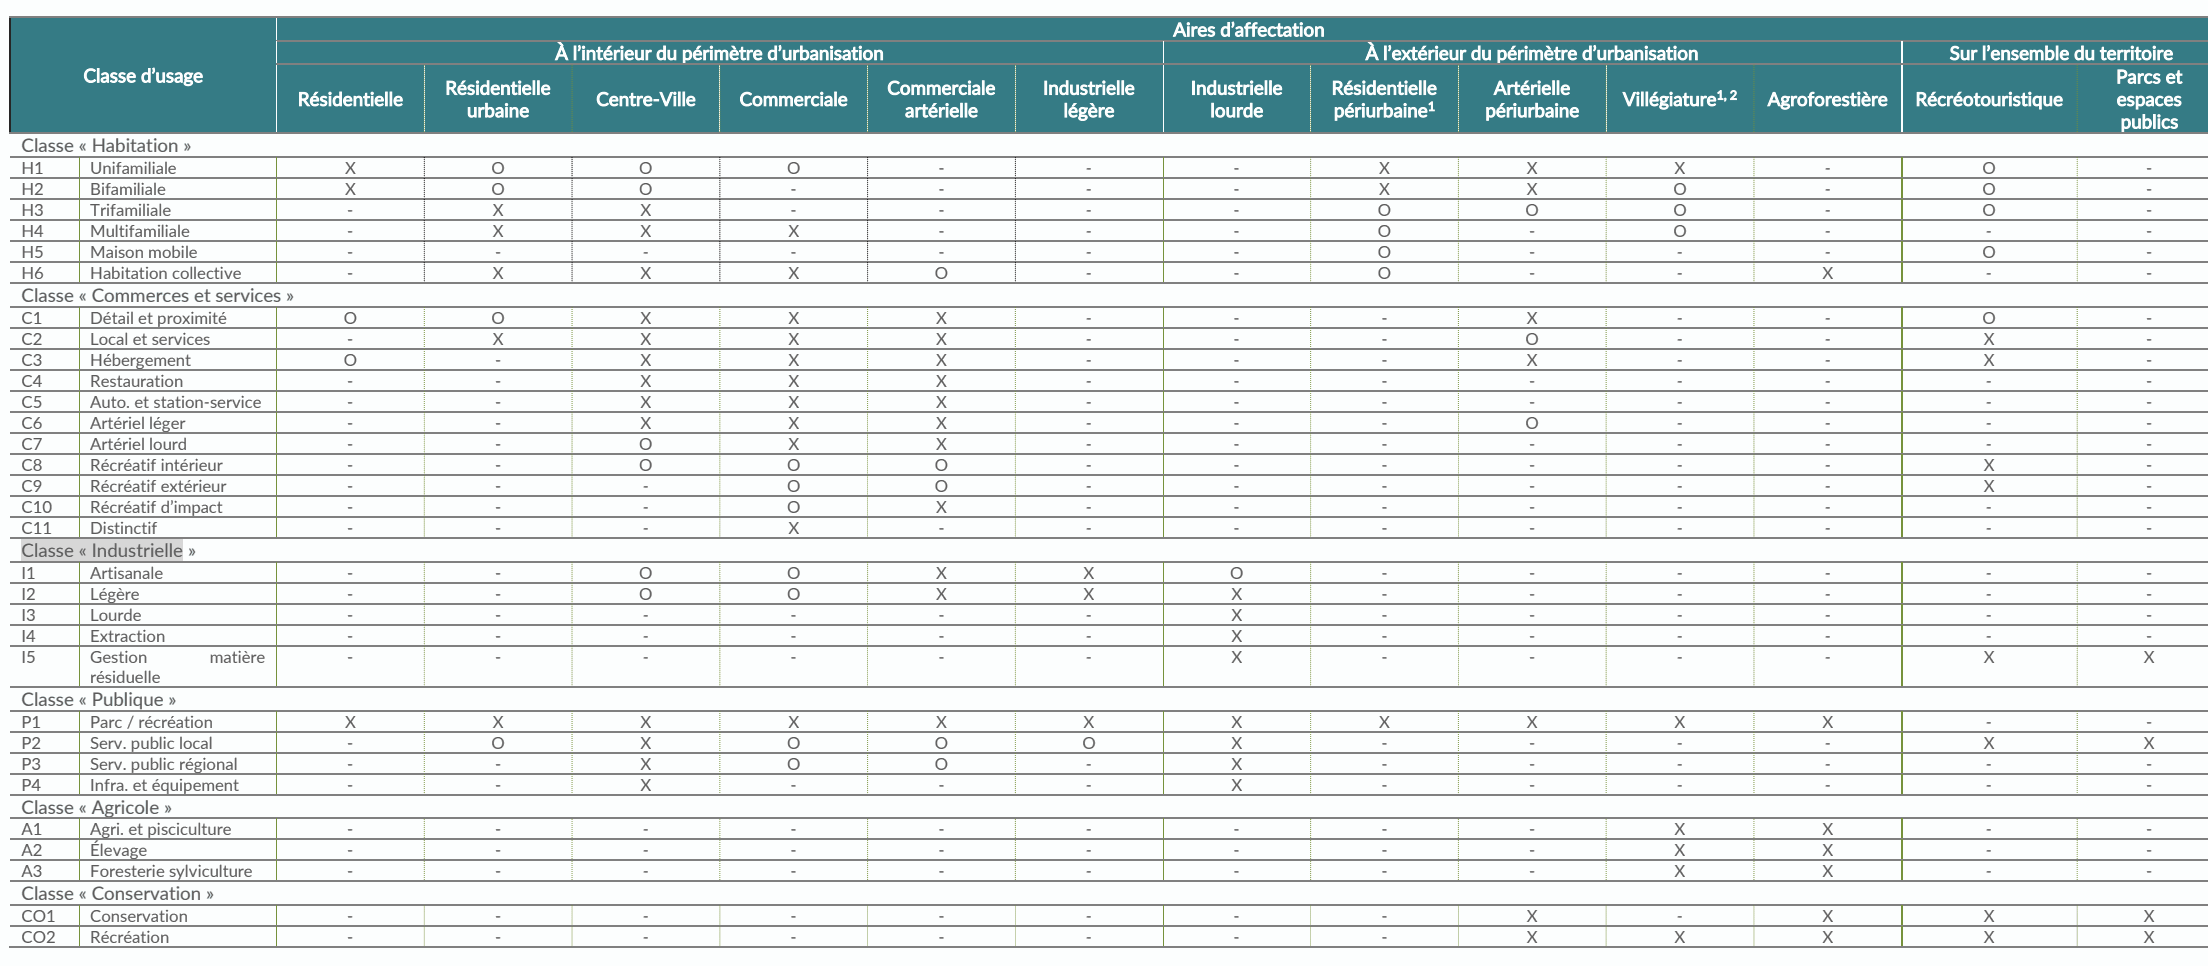 Aires d'affectation
Classe d'usage
À l'intérieur du périmètre d'urbanisation À l'extérieur du périmètre d'urbanisation Sur l'ensemble du territoire
Résidentielle Résidentielle urbaine Centre-Ville Commerciale Commerciale artérielle Industrielle légère Industrielle lourde Résidentielle périurbaine¹ Artérielle périurbaine Villégiature¹,² Agroforestière Récréotouristique Parcs et espaces publics
Classe « Habitation »
H1 Unifamiliale X O O O - - - X X X - O -
H2 Bifamiliale X O O - - - - X X O - O -
H3 Trifamiliale - X X - - - - O O O - O -
H4 Multifamiliale - X X X - - - O - O - - -
H5 Maison mobile - - - - - - - O - - - O -
H6 Habitation collective - X X X O - - O - - X - -
Classe « Commerces et services »
C1 Détail et proximité O O X X X - - - X - - O -
C2 Local et services - X X X X - - - O - - X -
C3 Hébergement O - X X X - - - X - - X -
C4 Restauration - - X X X - - - - - - - -
C5 Auto. et station-service - - X X X - - - - - - - -
C6 Artériel léger - - X X X - - - O - - - -
C7 Artériel lourd - - O X X - - - - - - - -
C8 Récréatif intérieur - - O O O - - - - - - X -
C9 Récréatif extérieur - - - O O - - - - - - X -
C10 Récréatif d'impact - - - O X - - - - - - - -
C11 Distinctif - - - X - - - - - - - - -
Classe « Industrielle »
I1 Artisanale - - O O X X O - - - - - -
I2 Légère - - O O X X X - - - - - -
I3 Lourde - - - - - - X - - - - - -
I4 Extraction - - - - - - X - - - - - -
I5 Gestion matière - - - - - - X - - - - X X
résiduelle
Classe « Publique »
P1 Parc / récréation X X X X X X X X X X X - -
P2 Serv. public local - O X O O O X - - - - X X
P3 Serv. public régional - - X O O - X - - - - - -
P4 Infra. et équipement - - X - - - X - - - - - -
Classe « Agricole »
A1 Agri. et pisciculture - - - - - - - - - X X - -
A2 Élevage - - - - - - - - - X X - -
A3 Foresterie sylviculture - - - - - - - - - X X - -
Classe « Conservation »
CO1 Conservation - - - - - - - - X - X X X
CO2 Récréation - - - - - - - - X X X X X